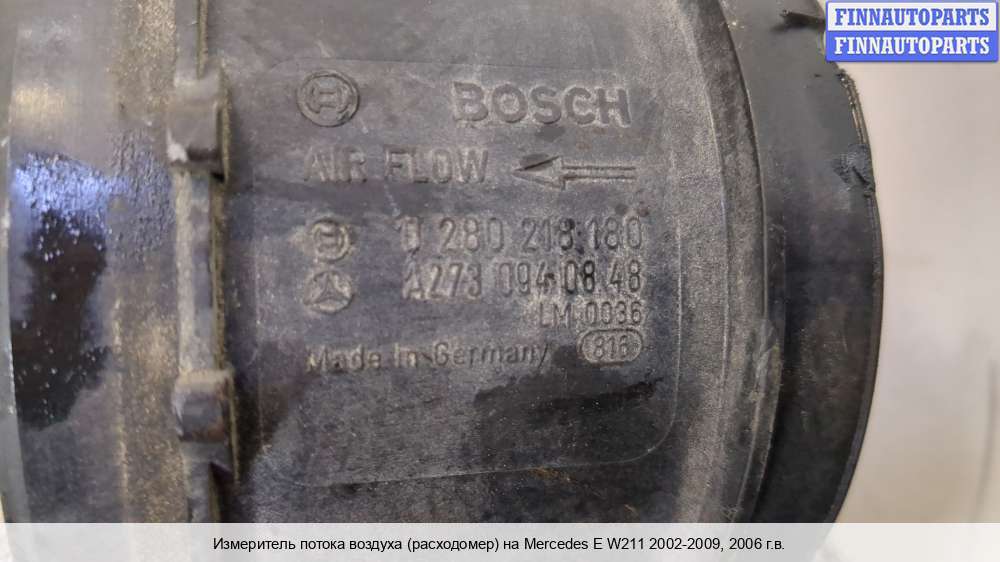 FINNAUTOPARTS
FINNAUTOPARTS
BOSCH
AIR FLOW
0 280 218 180
A273 094 08 48
LM 0036
Made in Germany 816
Измеритель потока воздуха (расходомер) на Mercedes E W211 2002-2009, 2006 г.в.